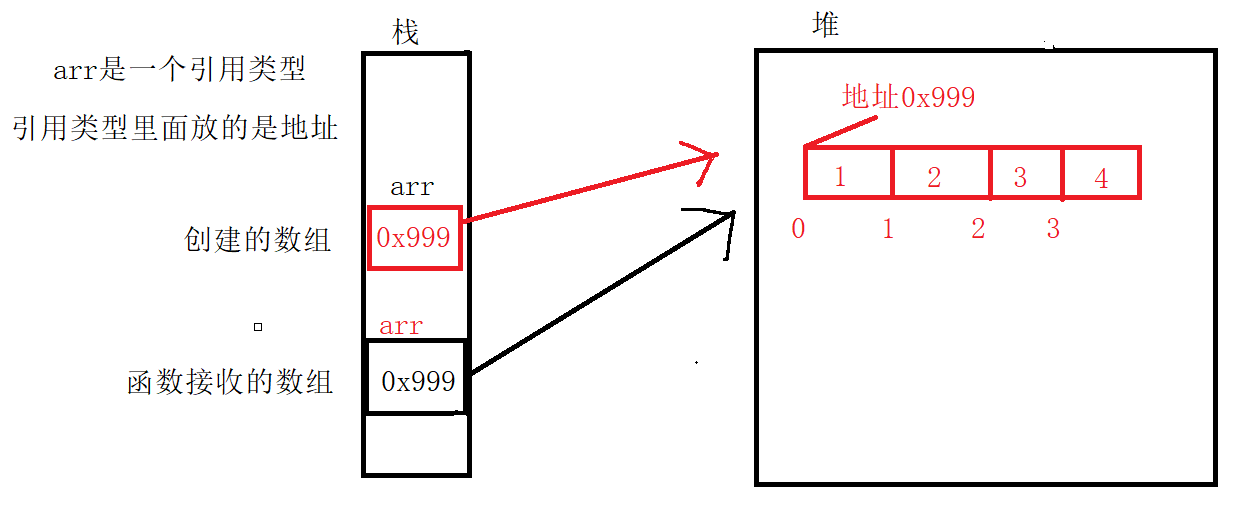 栈
堆
arr是一个引用类型
引用类型里面放的是地址
地址0x999
1 2 3 4
0 1 2 3
arr
创建的数组 0x999
arr
函数接收的数组 0x999